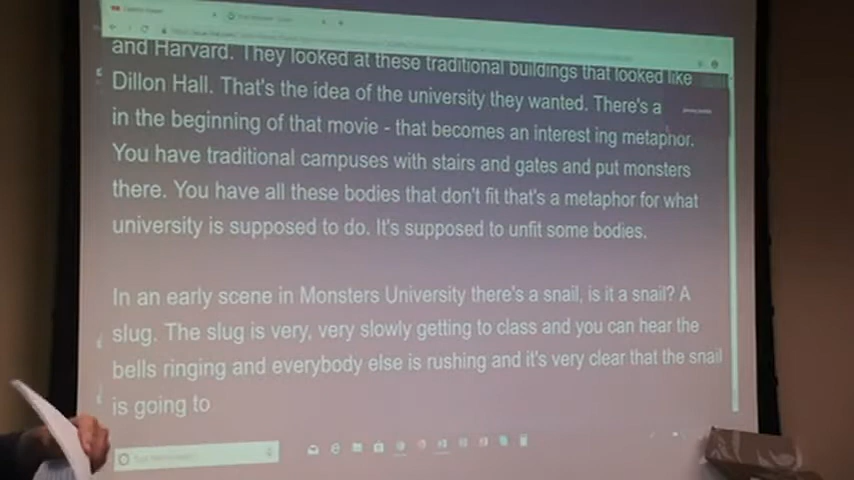 and Harvard. They looked at these traditional buildings that looked like
Dillon Hall. That's the idea of the university they wanted. There's a
in the beginning of that movie - that becomes an interest ing metaphor.
You have traditional campuses with stairs and gates and put monsters
there. You have all these bodies that don't fit that's a metaphor for what
university is supposed to do. It's supposed to unfit some bodies.
In an early scene in Monsters University there's a snail, is it a snail? A
slug. The slug is very, very slowly getting to class and you can hear the
bells ringing and everybody else is rushing and it's very clear that the snail
is going to